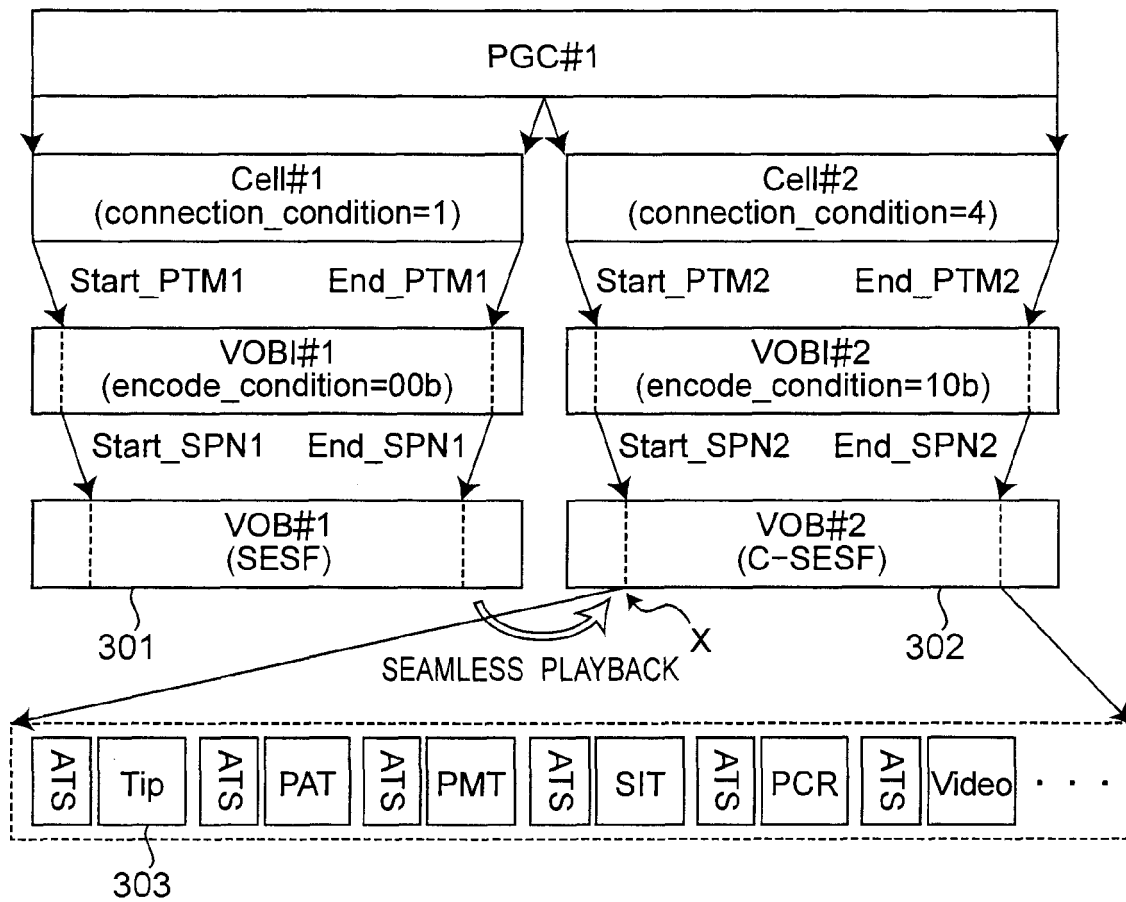 PGC#1
Cell#1
(connection_condition=1)
Cell#2
(connection_condition=4)
Start_PTM1
End_PTM1
Start_PTM2
End_PTM2
VOBI#1
(encode_condition=00b)
VOBI#2
(encode_condition=10b)
Start_SPN1
End_SPN1
Start_SPN2
End_SPN2
VOB#1
(SESF)
VOB#2
(C-SESF)
301
X
302
SEAMLESS PLAYBACK
ATS
Tip
ATS
PAT
ATS
PMT
ATS
SIT
ATS
PCR
ATS
Video
· · ·
303